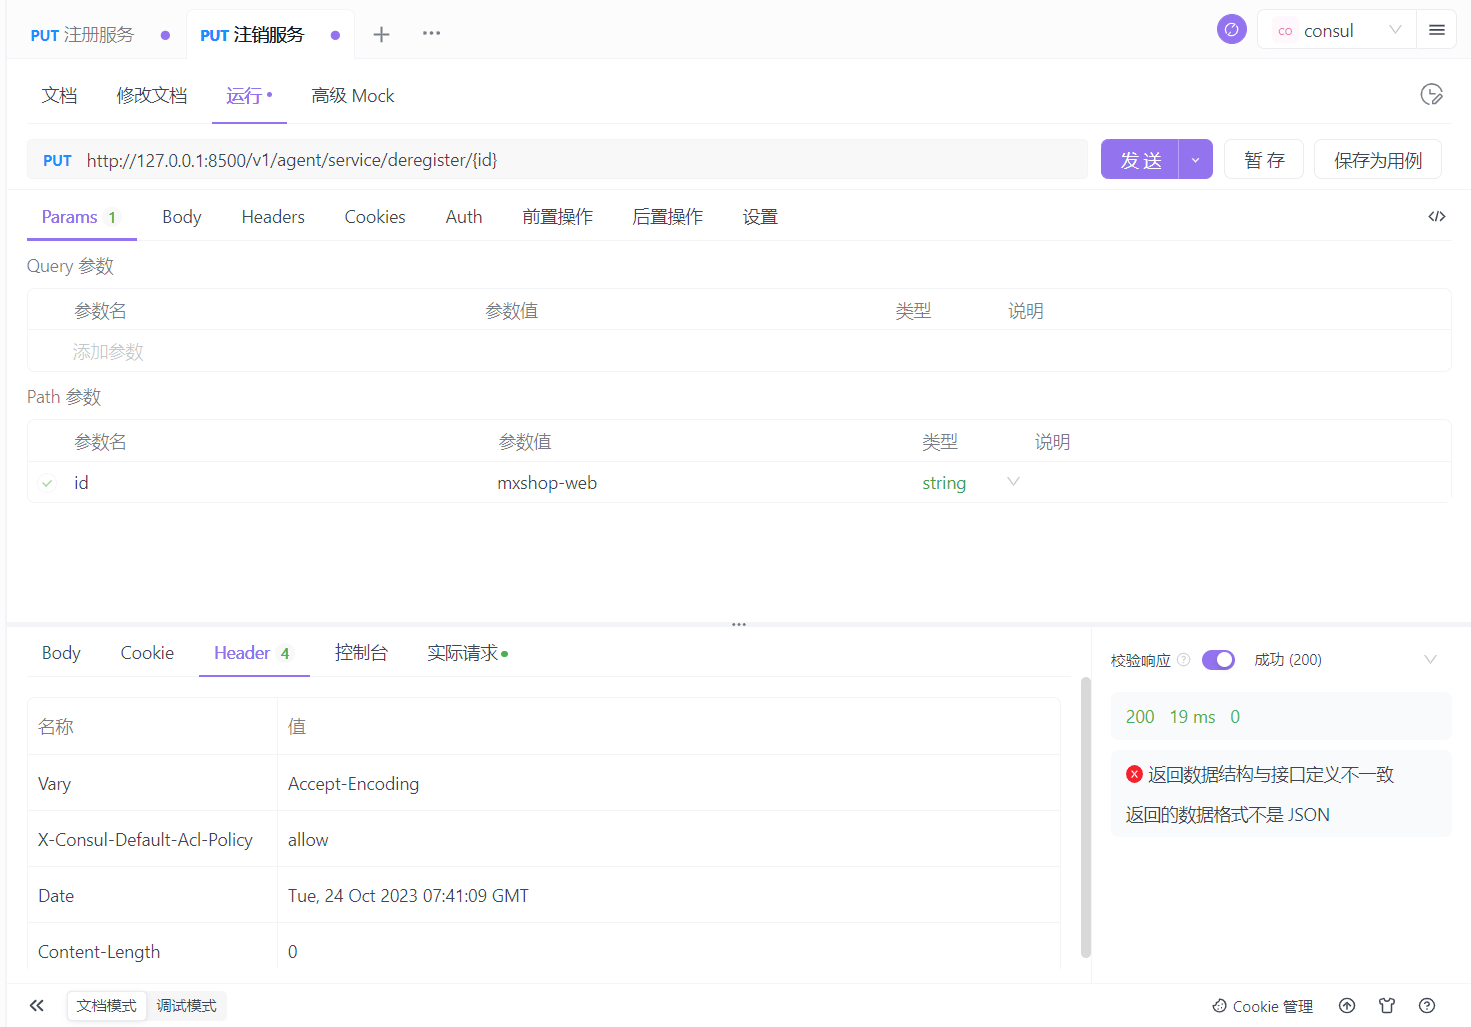 PUT 注册服务
PUT 注销服务
co consul
文档 修改文档 运行 高级 Mock
PUT http://127.0.0.1:8500/v1/agent/service/deregister/{id} 发送 暂存 保存为用例
Params 1 Body Headers Cookies Auth 前置操作 后置操作 设置
Query 参数
参数名 参数值 类型 说明
添加参数
Path 参数
参数名 参数值 类型 说明
id mxshop-web string
Body Cookie Header 4 控制台 实际请求
校验响应 成功 (200)
名称 值
Vary Accept-Encoding
X-Consul-Default-Acl-Policy allow
Date Tue, 24 Oct 2023 07:41:09 GMT
Content-Length 0
200 19 ms 0
返回数据结构与接口定义不一致
返回的数据格式不是 JSON
文档模式 调试模式
Cookie 管理